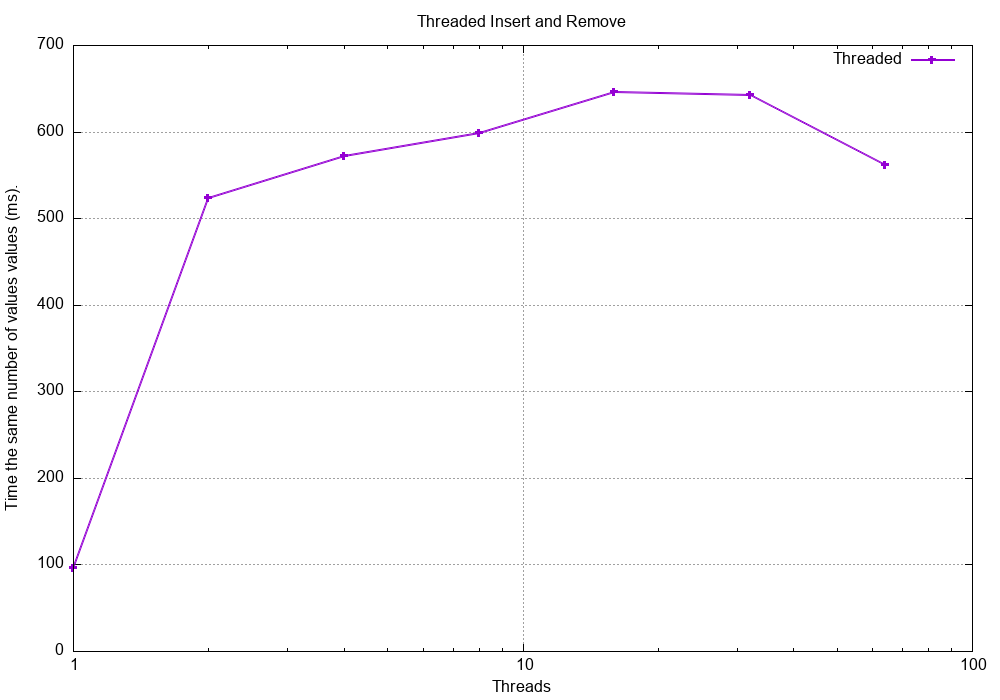 Threaded Insert and Remove
Threaded
700
600
500
400
300
200
100
0
Time the same number of values values (ms).
1
10
100
Threads